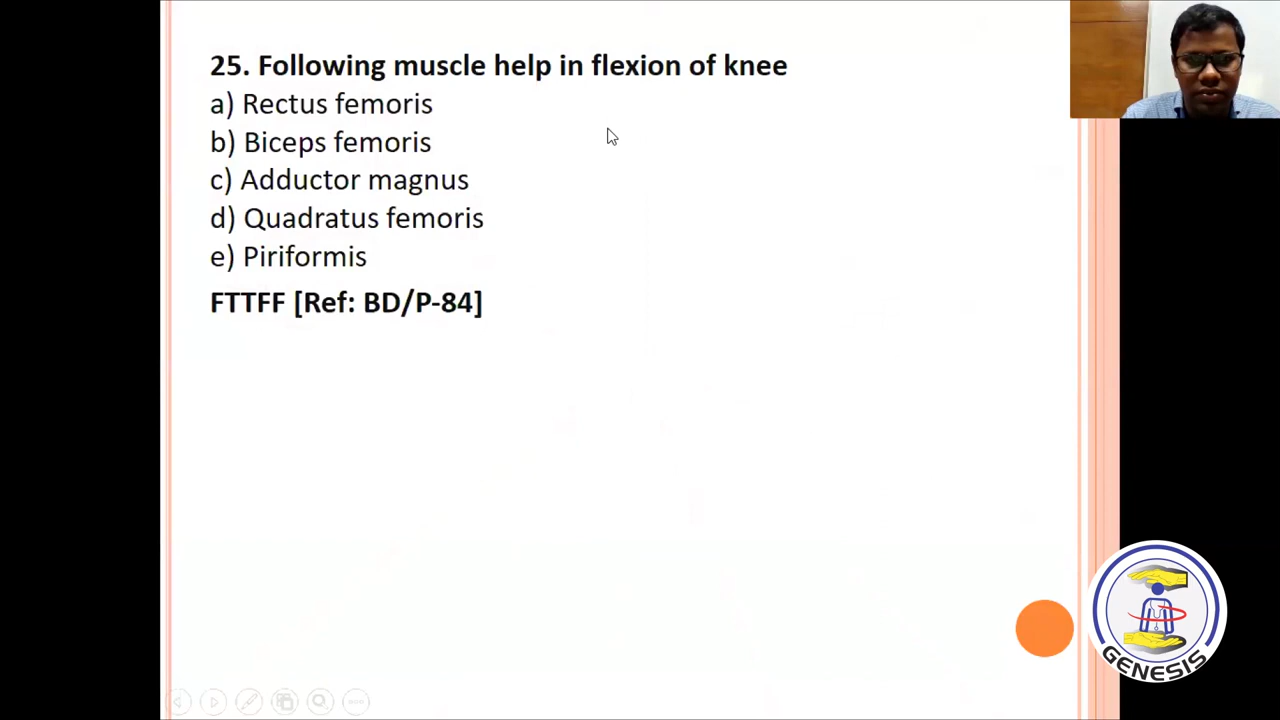 25. Following muscle help in flexion of knee
a) Rectus femoris
b) Biceps femoris
c) Adductor magnus
d) Quadratus femoris
e) Piriformis
FTTFF [Ref: BD/P-84]
GENESIS